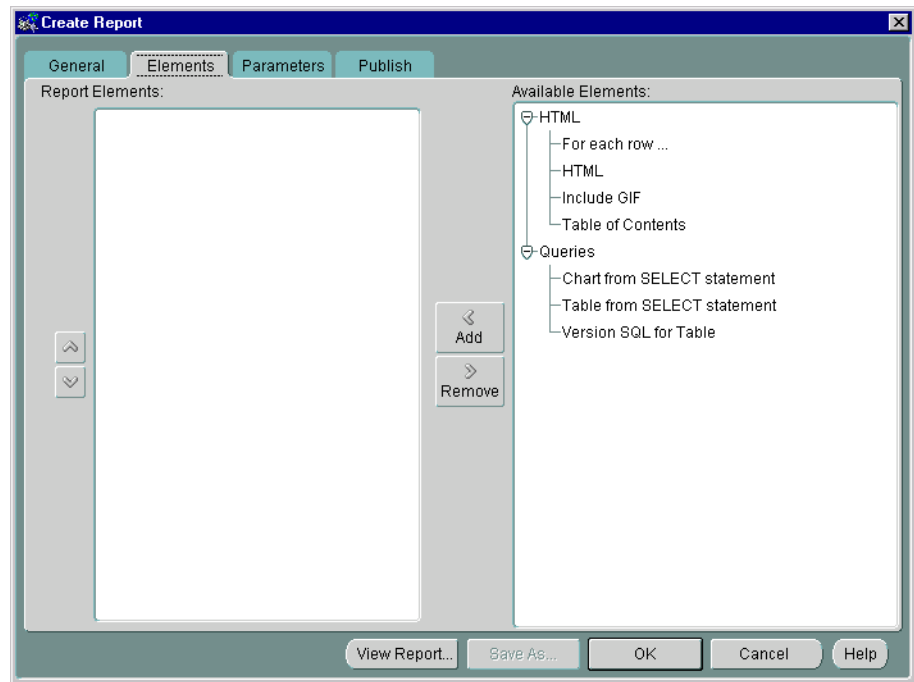 Create Report
General Elements Parameters Publish
Report Elements:
Available Elements:
HTML
For each row ...
HTML
Include GIF
Table of Contents
Queries
Chart from SELECT statement
Table from SELECT statement
Version SQL for Table
Add
Remove
View Report... Save As... OK Cancel Help